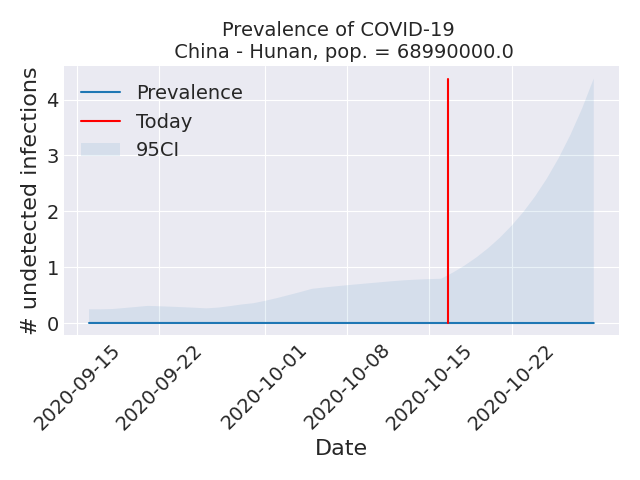 Prevalence of COVID-19
China - Hunan, pop. = 68990000.0
Prevalence
Today
95CI
# undetected infections
4
3
2
1
0
2020-09-15
2020-09-22
2020-10-01
2020-10-08
2020-10-15
2020-10-22
Date